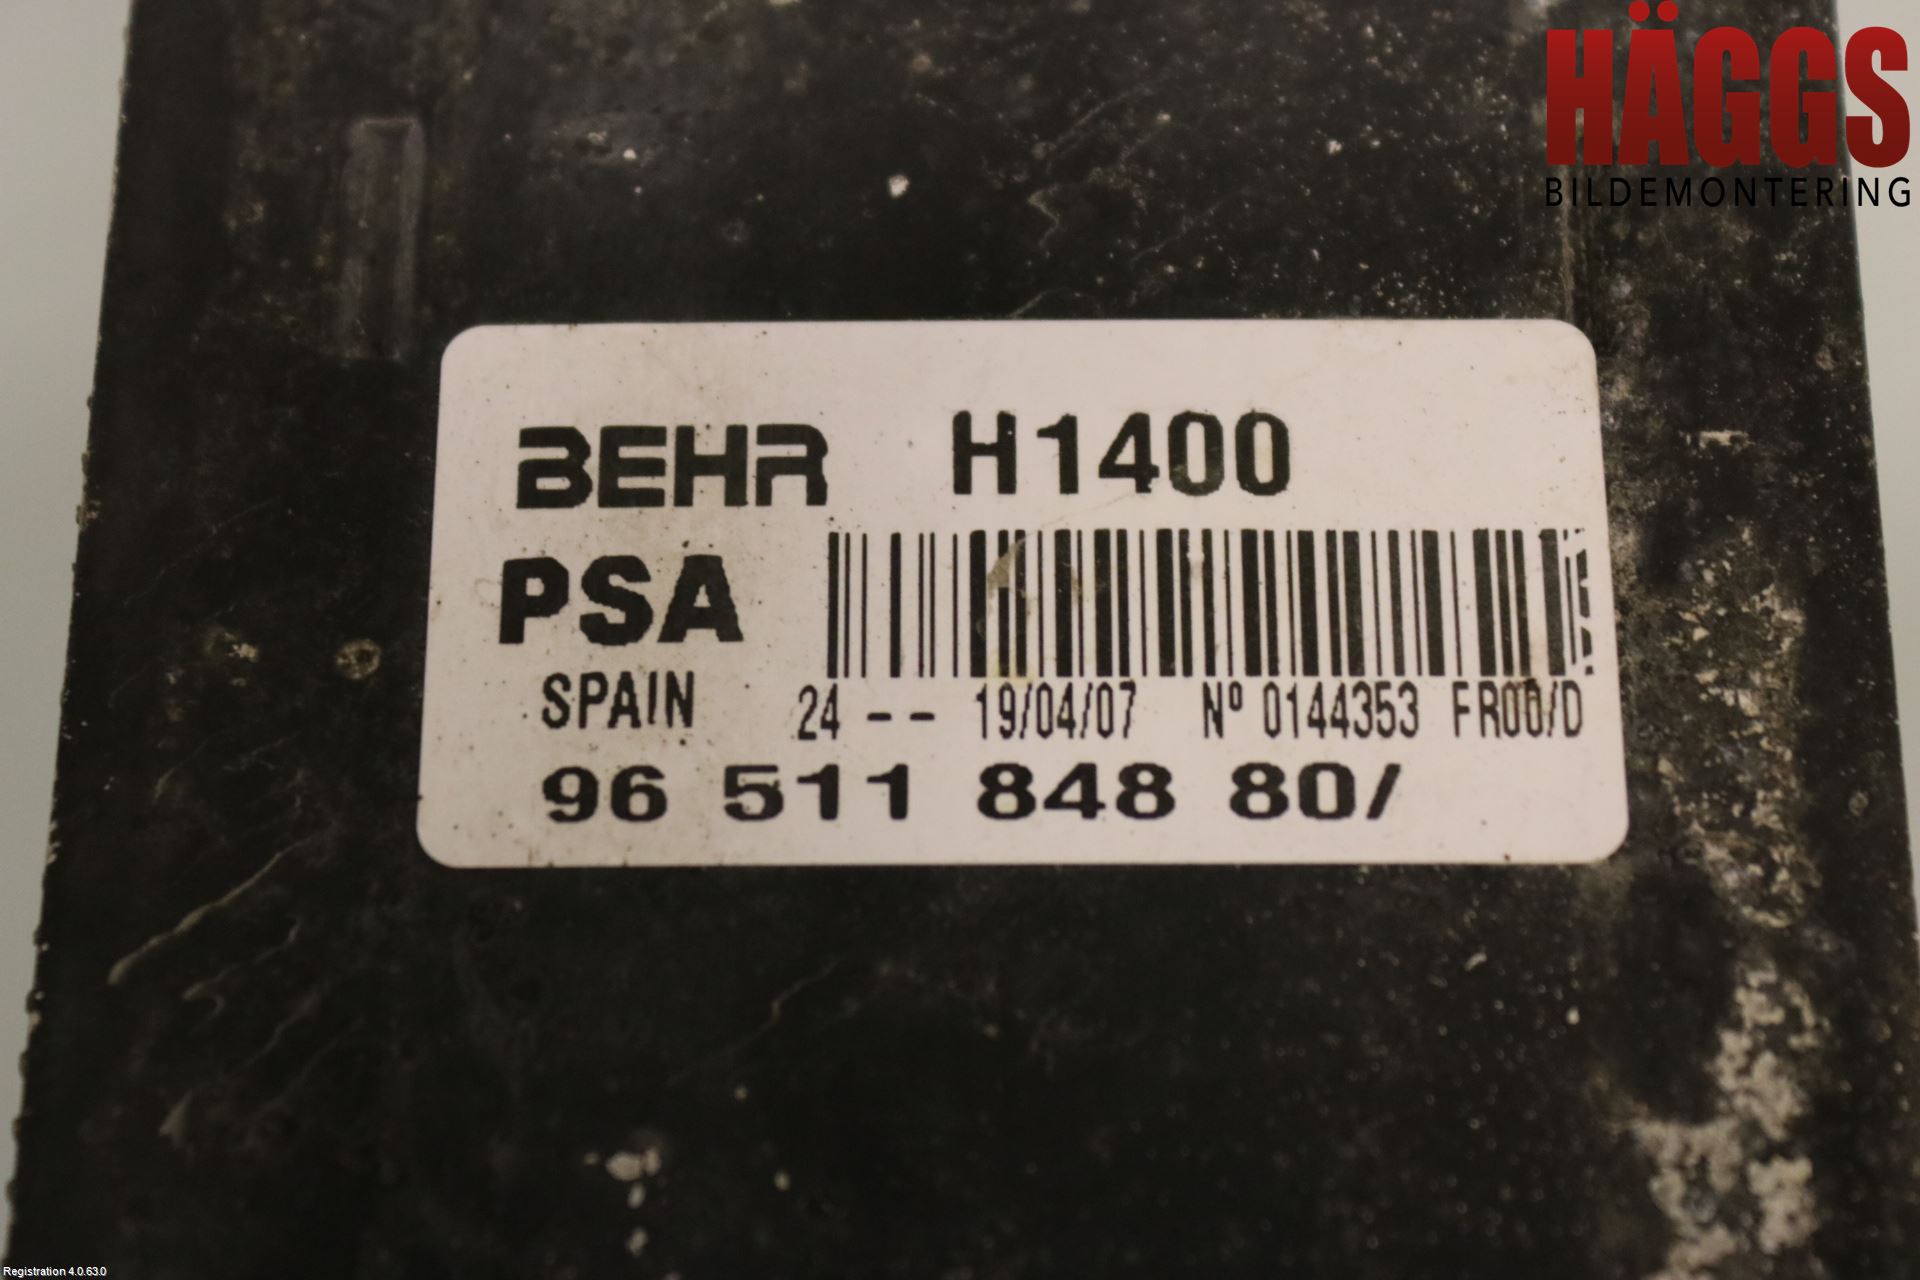 HÄGGS
BILDEMONTERING
BEHR H1400
PSA
SPAIN 24 -- 19/04/07 Nº 0144353 FR00/D
96 511 848 80/
Registration 4.0.63.0